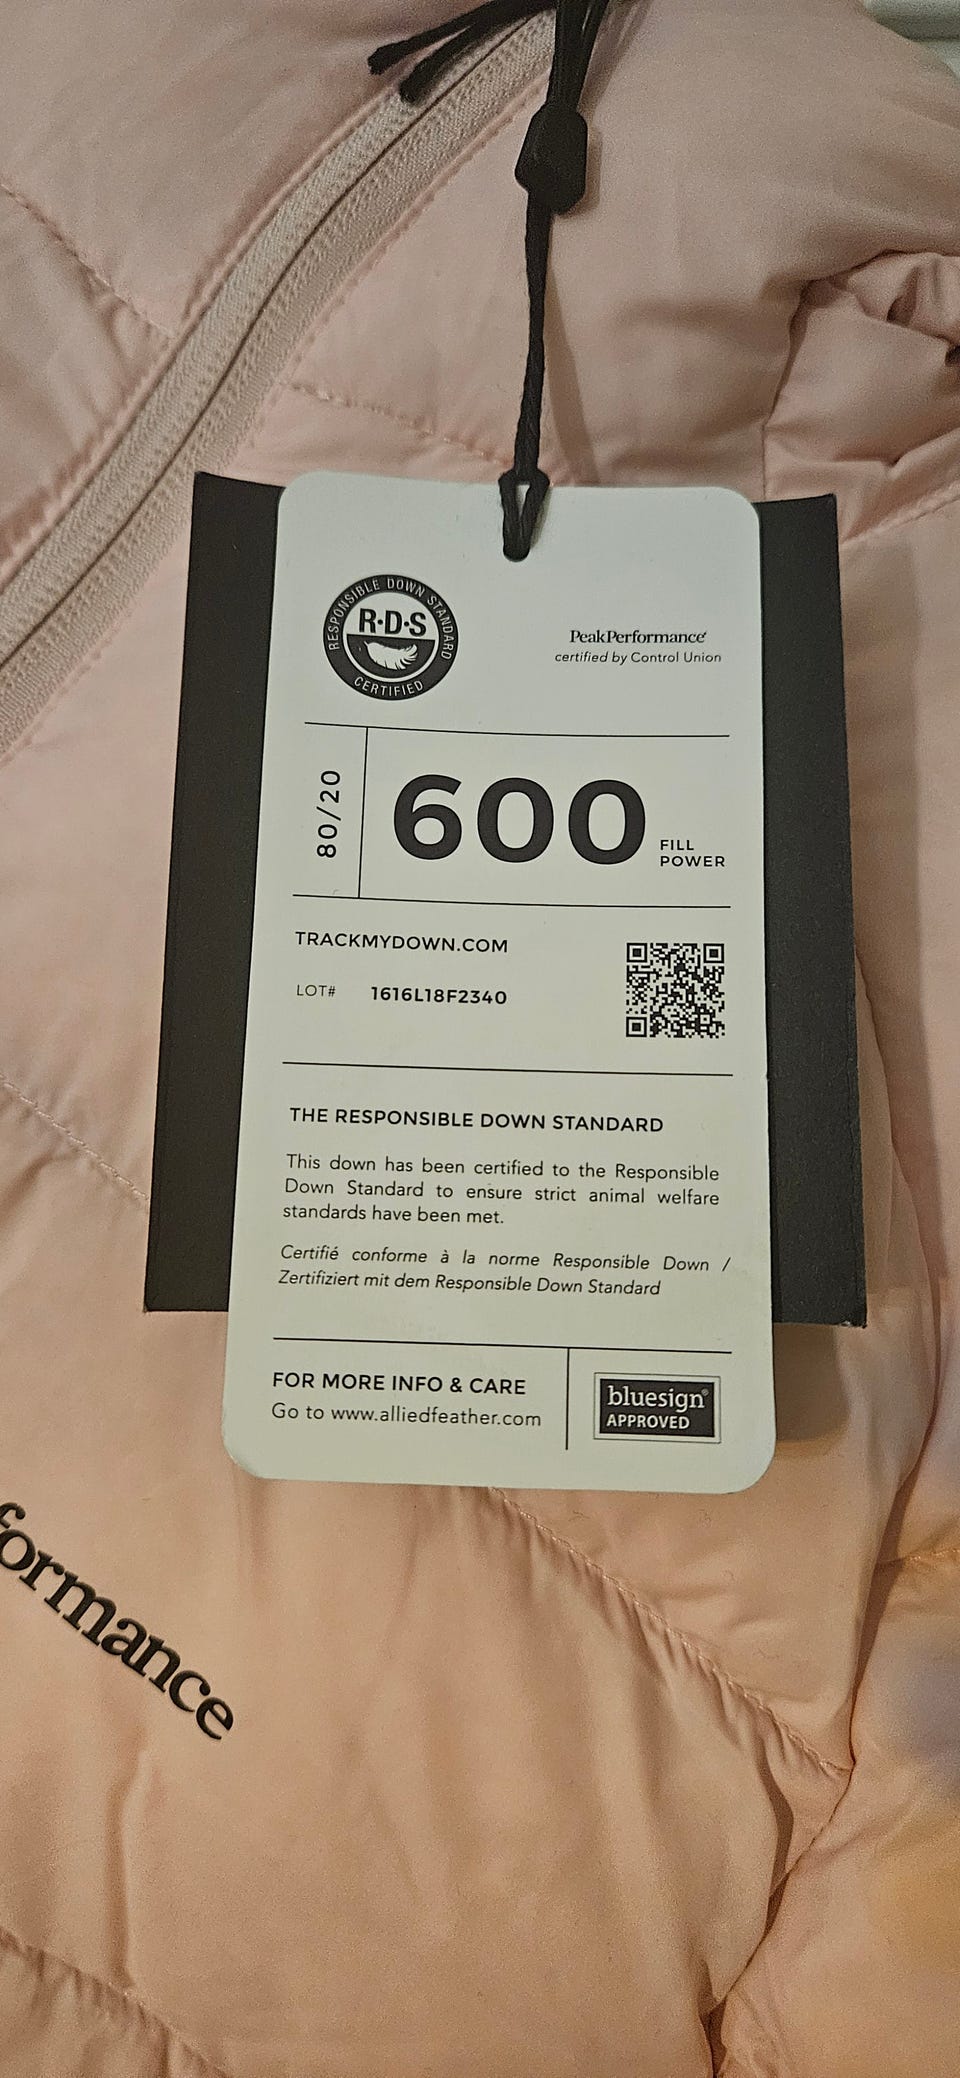 RESPONSIBLE DOWN STANDARD
R·D·S
CERTIFIED
PeakPerformance
certified by Control Union
80/20
600
FILL
POWER
TRACKMYDOWN.COM
LOT# 1616L18F2340
THE RESPONSIBLE DOWN STANDARD
This down has been certified to the Responsible
Down Standard to ensure strict animal welfare
standards have been met.
Certifié conforme à la norme Responsible Down /
Zertifiziert mit dem Responsible Down Standard
FOR MORE INFO & CARE
Go to www.alliedfeather.com
bluesign®
APPROVED
formance